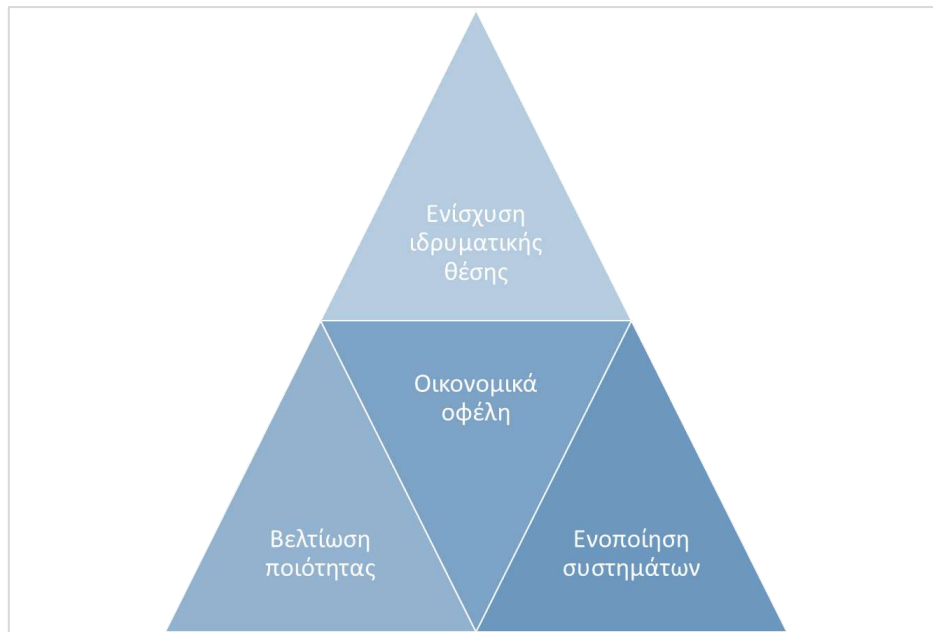 Ενίσχυση
ιδρυματικής
θέσης
Οικονομικά
οφέλη
Βελτίωση
ποιότητας
Ενοποίηση
συστημάτων